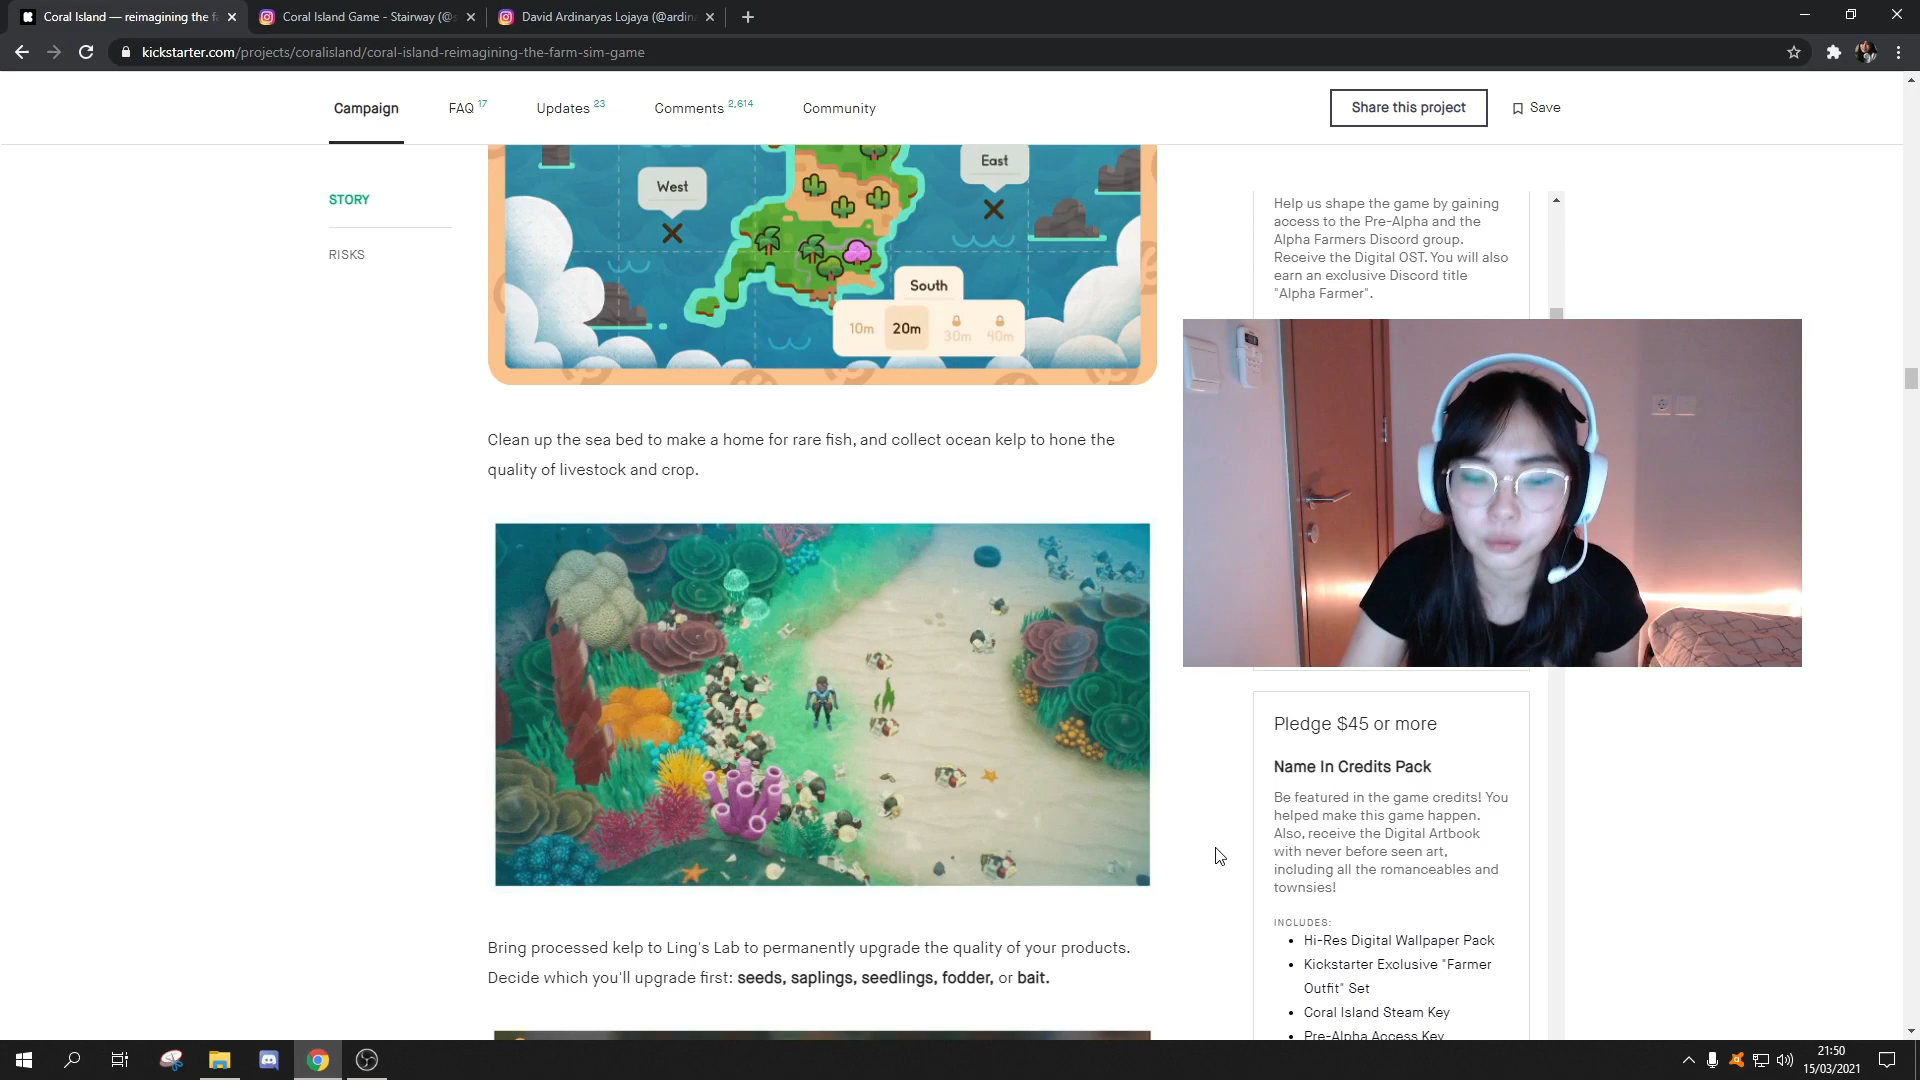 Coral Island — reimagining the f
Coral Island Game - Stairway (@s
David Ardinaryas Lojaya (@ardin
kickstarter.com/projects/coralisland/coral-island-reimagining-the-farm-sim-game
Campaign
FAQ 17
Updates 23
Comments 2,614
Community
Share this project
Save
STORY
RISKS
West
East
South
10m
20m
30m
40m
Clean up the sea bed to make a home for rare fish, and collect ocean kelp to hone the
quality of livestock and crop.
Bring processed kelp to Ling's Lab to permanently upgrade the quality of your products.
Decide which you'll upgrade first: seeds, saplings, seedlings, fodder, or bait.
Help us shape the game by gaining
access to the Pre-Alpha and the
Alpha Farmers Discord group.
Receive the Digital OST. You will also
earn an exclusive Discord title
"Alpha Farmer".
Pledge $45 or more
Name In Credits Pack
Be featured in the game credits! You
helped make this game happen.
Also, receive the Digital Artbook
with never before seen art,
including all the romanceables and
townsies!
INCLUDES:
Hi-Res Digital Wallpaper Pack
Kickstarter Exclusive "Farmer
Outfit" Set
Coral Island Steam Key
Pre-Alpha Access Key
21:50
15/03/2021